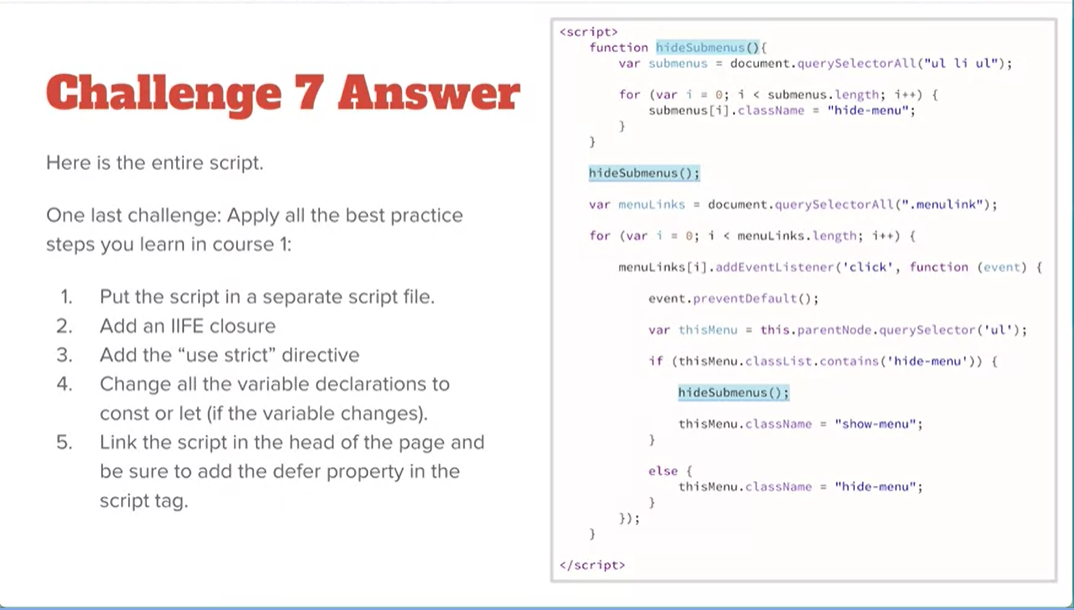 Challenge 7 Answer
Here is the entire script.
One last challenge: Apply all the best practice
steps you learn in course 1:
1. Put the script in a separate script file.
2. Add an IIFE closure
3. Add the “use strict” directive
4. Change all the variable declarations to
const or let (if the variable changes).
5. Link the script in the head of the page and
be sure to add the defer property in the
script tag.
<script>
function hideSubmenus(){
var submenus = document.querySelectorAll("ul li ul");
for (var i = 0; i < submenus.length; i++) {
submenus[i].className = "hide-menu";
}
}
hideSubmenus();
var menuLinks = document.querySelectorAll(".menulink");
for (var i = 0; i < menuLinks.length; i++) {
menuLinks[i].addEventListener('click', function (event) {
event.preventDefault();
var thisMenu = this.parentNode.querySelector('ul');
if (thisMenu.classList.contains('hide-menu')) {
hideSubmenus();
thisMenu.className = "show-menu";
}
else {
thisMenu.className = "hide-menu";
}
});
}
</script>